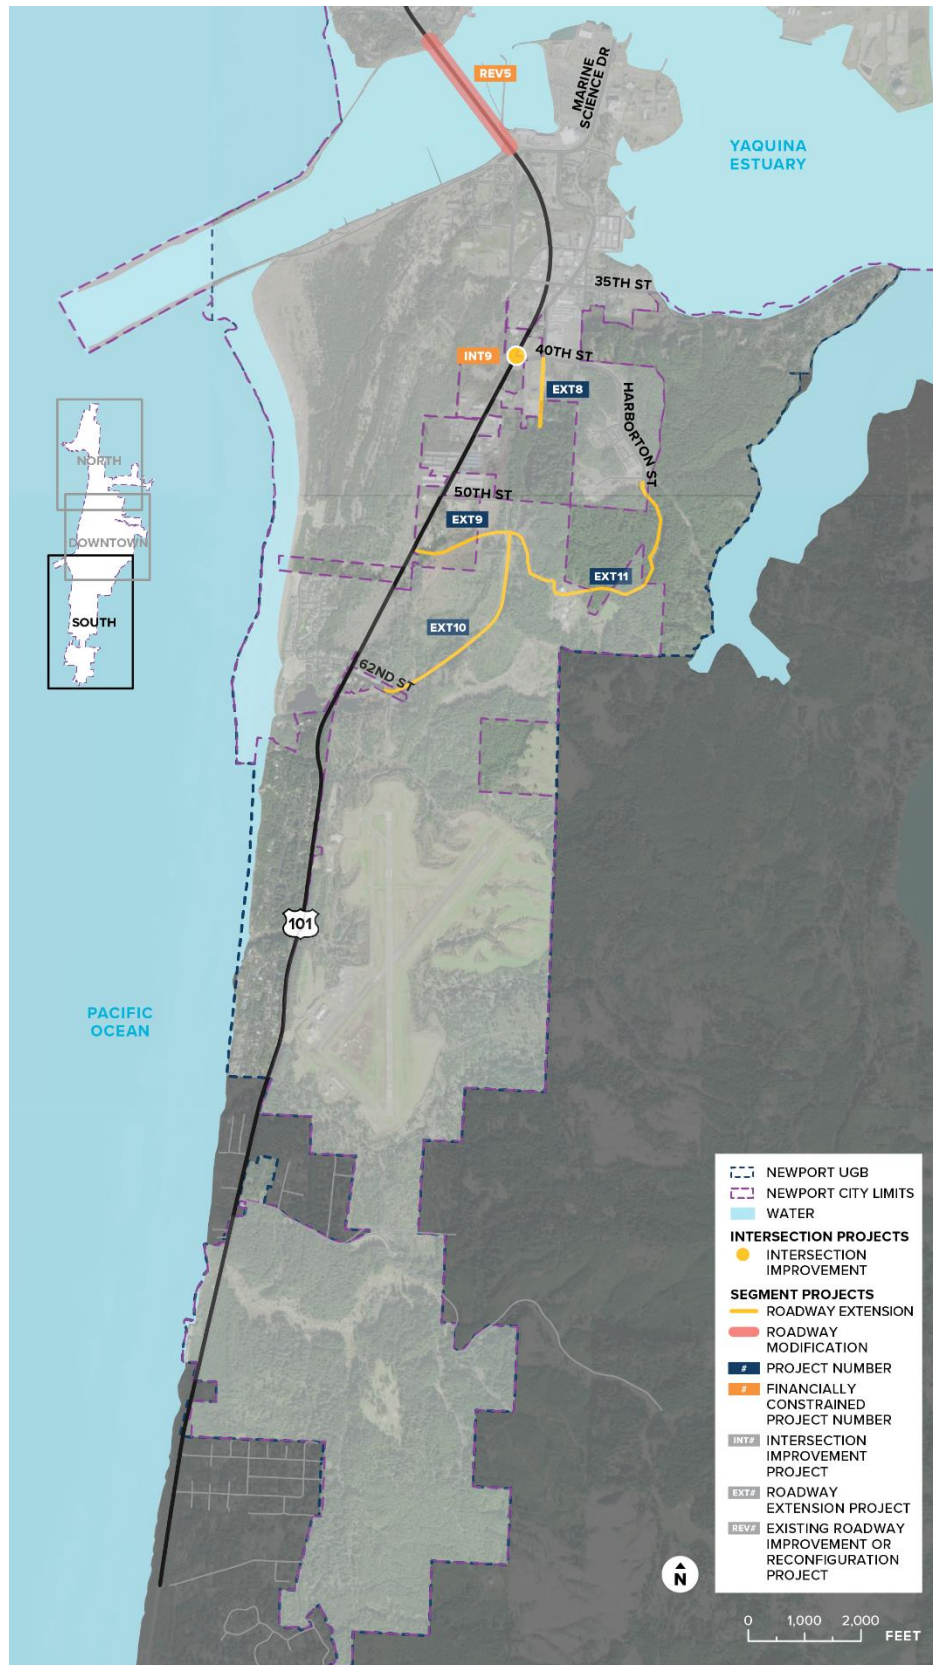 REV5
MARINE
SCIENCE DR
YAQUINA
ESTUARY
35TH ST
INT9
40TH ST
EXT8
HARBORTON ST
NORTH
50TH ST
EXT9
DOWNTOWN
EXT11
SOUTH
EXT10
62ND ST
101
PACIFIC
OCEAN
NEWPORT UGB
NEWPORT CITY LIMITS
WATER
INTERSECTION PROJECTS
INTERSECTION
IMPROVEMENT
SEGMENT PROJECTS
ROADWAY EXTENSION
ROADWAY
MODIFICATION
# PROJECT NUMBER
# FINANCIALLY
CONSTRAINED
PROJECT NUMBER
INT# INTERSECTION
IMPROVEMENT
PROJECT
EXT# ROADWAY
EXTENSION PROJECT
REV# EXISTING ROADWAY
IMPROVEMENT OR
RECONFIGURATION
PROJECT
N
0 1,000 2,000
FEET